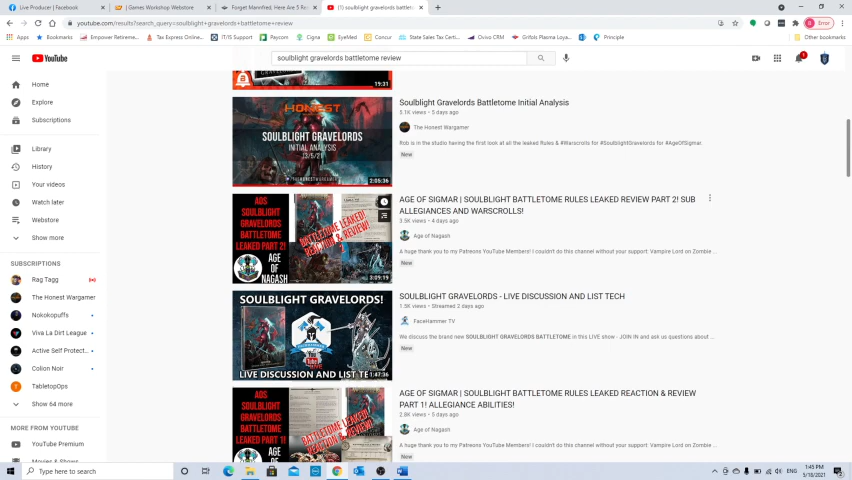 Live Producer | Facebook
| Games Workshop Webstore
Forget Mannfred, Here Are 5 Re
(1) soulblight gravelords battleto
youtube.com/results?search_query=soulblight+gravelords+battletome+review
Error
Apps
Bookmarks
Empower Retireme...
Tax Express Online...
IT/IS Support
Paycom
Cigna
EyeMed
Comdata
State Sales Tax Certi...
Ovivo CRM
Grifols Plasma Loya...
Principle
Other bookmarks
YouTube
soulblight gravelords battletome review
Home
Explore
Subscriptions
Library
History
Your videos
Watch later
Webstore
Show more
SUBSCRIPTIONS
Rag Tagg
The Honest Wargamer
Nokokopuffs
Viva La Dirt League
Active Self Protect...
Colion Noir
TabletopOps
Show 64 more
MORE FROM YOUTUBE
YouTube Premium
Movies & Shows
19:31
HONEST
SOULBLIGHT
GRAVELORDS
INITIAL ANALYSIS
13/5/21
2:05:36
Soulblight Gravelords Battletome Initial Analysis
5.1K views • 5 days ago
The Honest Wargamer
Rob is in the studio having the first look at all the leaked Rules & #Warscrolls for #SoulblightGravelords for #AgeOfSigmar.
New
AOS
SOULBLIGHT
GRAVELORDS
BATTLETOME
LEAKED PART 2!
AGE
OF
NAGASH
BATTLETOME LEAKED!
REACTION & REVIEW!
2
3:09:19
AGE OF SIGMAR | SOULBLIGHT BATTLETOME RULES LEAKED REVIEW PART 2! SUB
ALLEGIANCES AND WARSCROLLS!
3.5K views • 4 days ago
Age of Nagash
A huge thank you to my Patreons YouTube Members! I couldn't do this channel without your support: Vampire Lord on Zombie ...
New
SOULBLIGHT GRAVELORDS!
LIVE DISCUSSION AND LIST TE
1:47:36
SOULBLIGHT GRAVELORDS - LIVE DISCUSSION AND LIST TECH
1.5K views • Streamed 2 days ago
FaceHammer TV
We discuss the brand new SOULBLIGHT GRAVELORDS BATTLETOME in this LIVE show - JOIN IN and ask us questions about ...
New
AOS
SOULBLIGHT
GRAVELORDS
BATTLETOME
LEAKED
PART 1!
BATTLETOME LEAKED!
REACTION & REVIEW!
AGE OF SIGMAR | SOULBLIGHT BATTLETOME RULES LEAKED REACTION & REVIEW
PART 1! ALLEGIANCE ABILITIES!
2.8K views • 5 days ago
Age of Nagash
A huge thank you to my Patreons YouTube Members! I couldn't do this channel without your support: Vampire Lord on Zombie ...
New
Type here to search
ENG
1:45 PM
5/18/2021